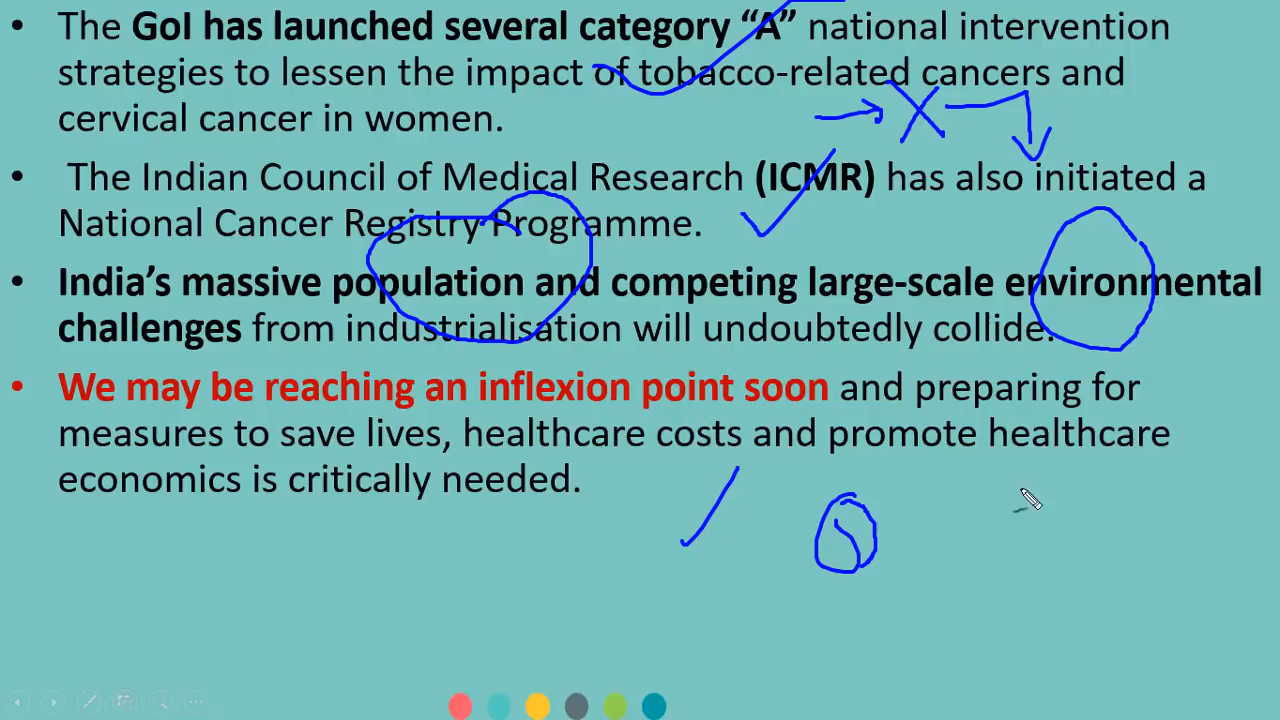 • The GoI has launched several category “A” national intervention
strategies to lessen the impact of tobacco-related cancers and
cervical cancer in women.
• The Indian Council of Medical Research (ICMR) has also initiated a
National Cancer Registry Programme.
• India’s massive population and competing large-scale environmental
challenges from industrialisation will undoubtedly collide.
• We may be reaching an inflexion point soon and preparing for
measures to save lives, healthcare costs and promote healthcare
economics is critically needed.